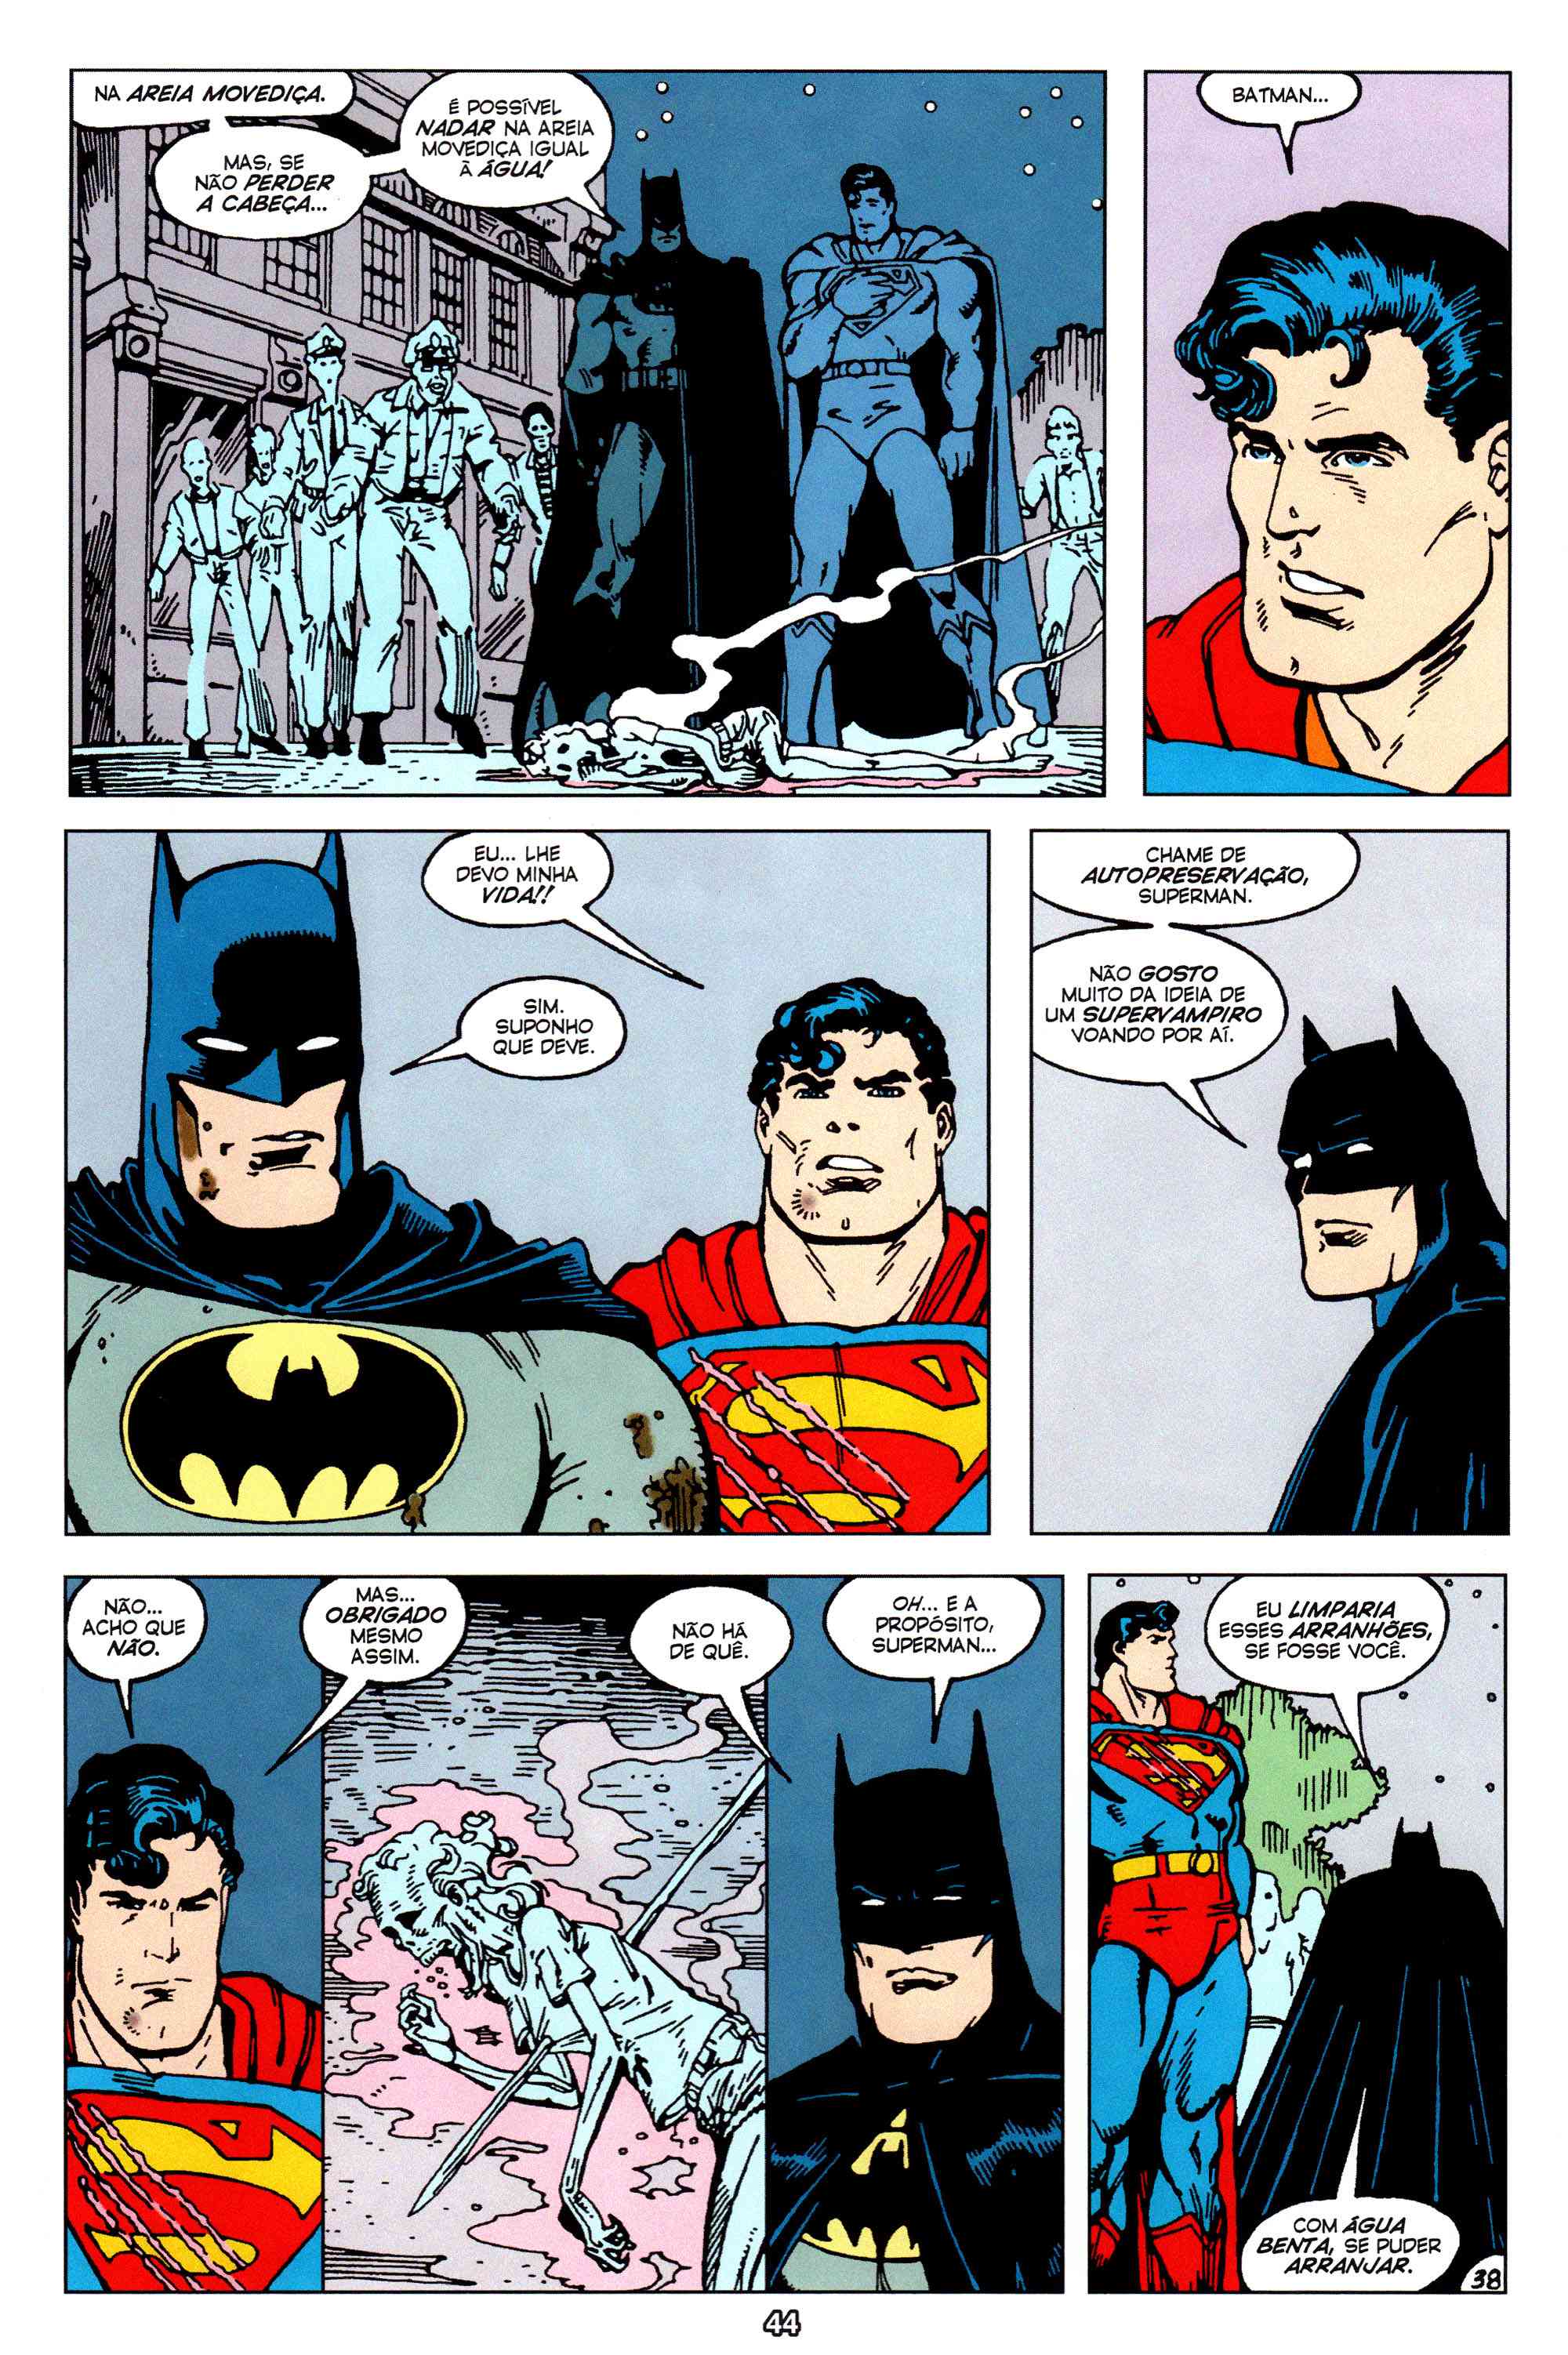 NA AREIA MOVEDIÇA.
MAS, SE
NÃO PERDER
A CABEÇA...
É POSSÍVEL
NADAR NA AREIA
MOVEDIÇA IGUAL
À ÁGUA!
BATMAN...
EU... LHE
DEVO MINHA
VIDA!!
SIM.
SUPONHO
QUE DEVE.
CHAME DE
AUTOPRESERVAÇÃO,
SUPERMAN.
NÃO GOSTO
MUITO DA IDEIA DE
UM SUPERVAMPIRO
VOANDO POR AÍ.
NÃO...
ACHO QUE
NÃO.
MAS...
OBRIGADO
MESMO
ASSIM.
NÃO HÁ
DE QUÊ.
OH... E A
PROPÓSITO,
SUPERMAN...
EU LIMPARIA
ESSES ARRANHÕES,
SE FOSSE VOCÊ.
COM ÁGUA
BENTA, SE PUDER
ARRANJAR.
38
44